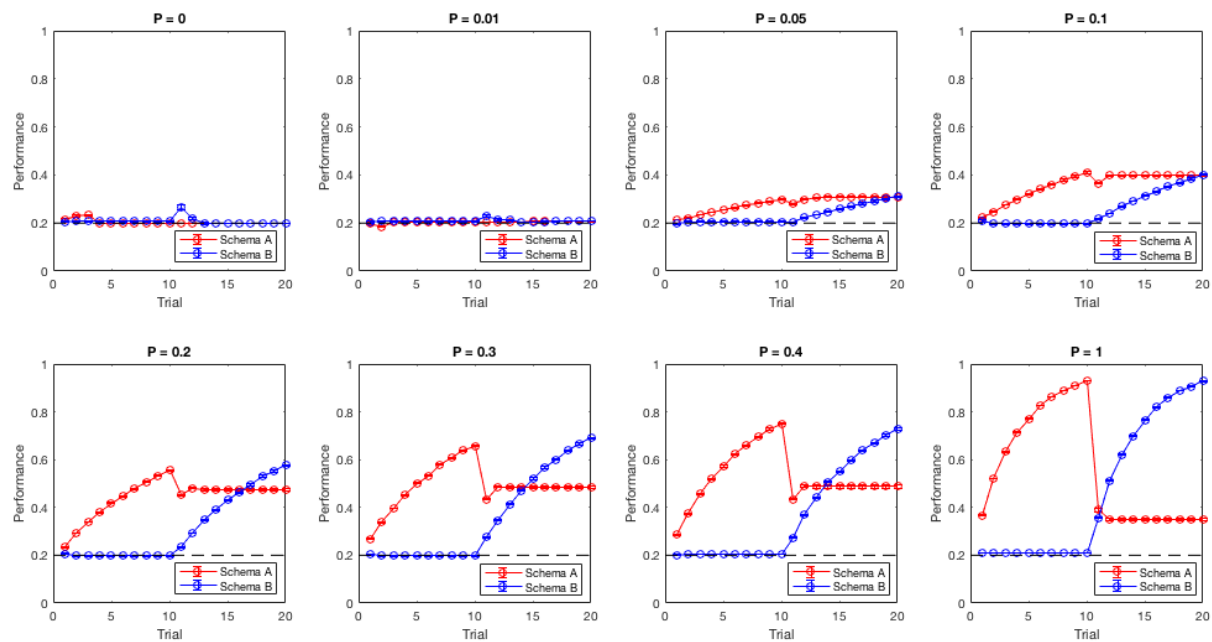 P = 0
P = 0.01
P = 0.05
P = 0.1
1
0.8
0.6
0.4
0.2
0
Performance
0 5 10 15 20
Trial
Schema A
Schema B
1
0.8
0.6
0.4
0.2
0
Performance
0 5 10 15 20
Trial
Schema A
Schema B
1
0.8
0.6
0.4
0.2
0
Performance
0 5 10 15 20
Trial
Schema A
Schema B
1
0.8
0.6
0.4
0.2
0
Performance
0 5 10 15 20
Trial
Schema A
Schema B
P = 0.2
P = 0.3
P = 0.4
P = 1
1
0.8
0.6
0.4
0.2
0
Performance
0 5 10 15 20
Trial
Schema A
Schema B
1
0.8
0.6
0.4
0.2
0
Performance
0 5 10 15 20
Trial
Schema A
Schema B
1
0.8
0.6
0.4
0.2
0
Performance
0 5 10 15 20
Trial
Schema A
Schema B
1
0.8
0.6
0.4
0.2
0
Performance
0 5 10 15 20
Trial
Schema A
Schema B